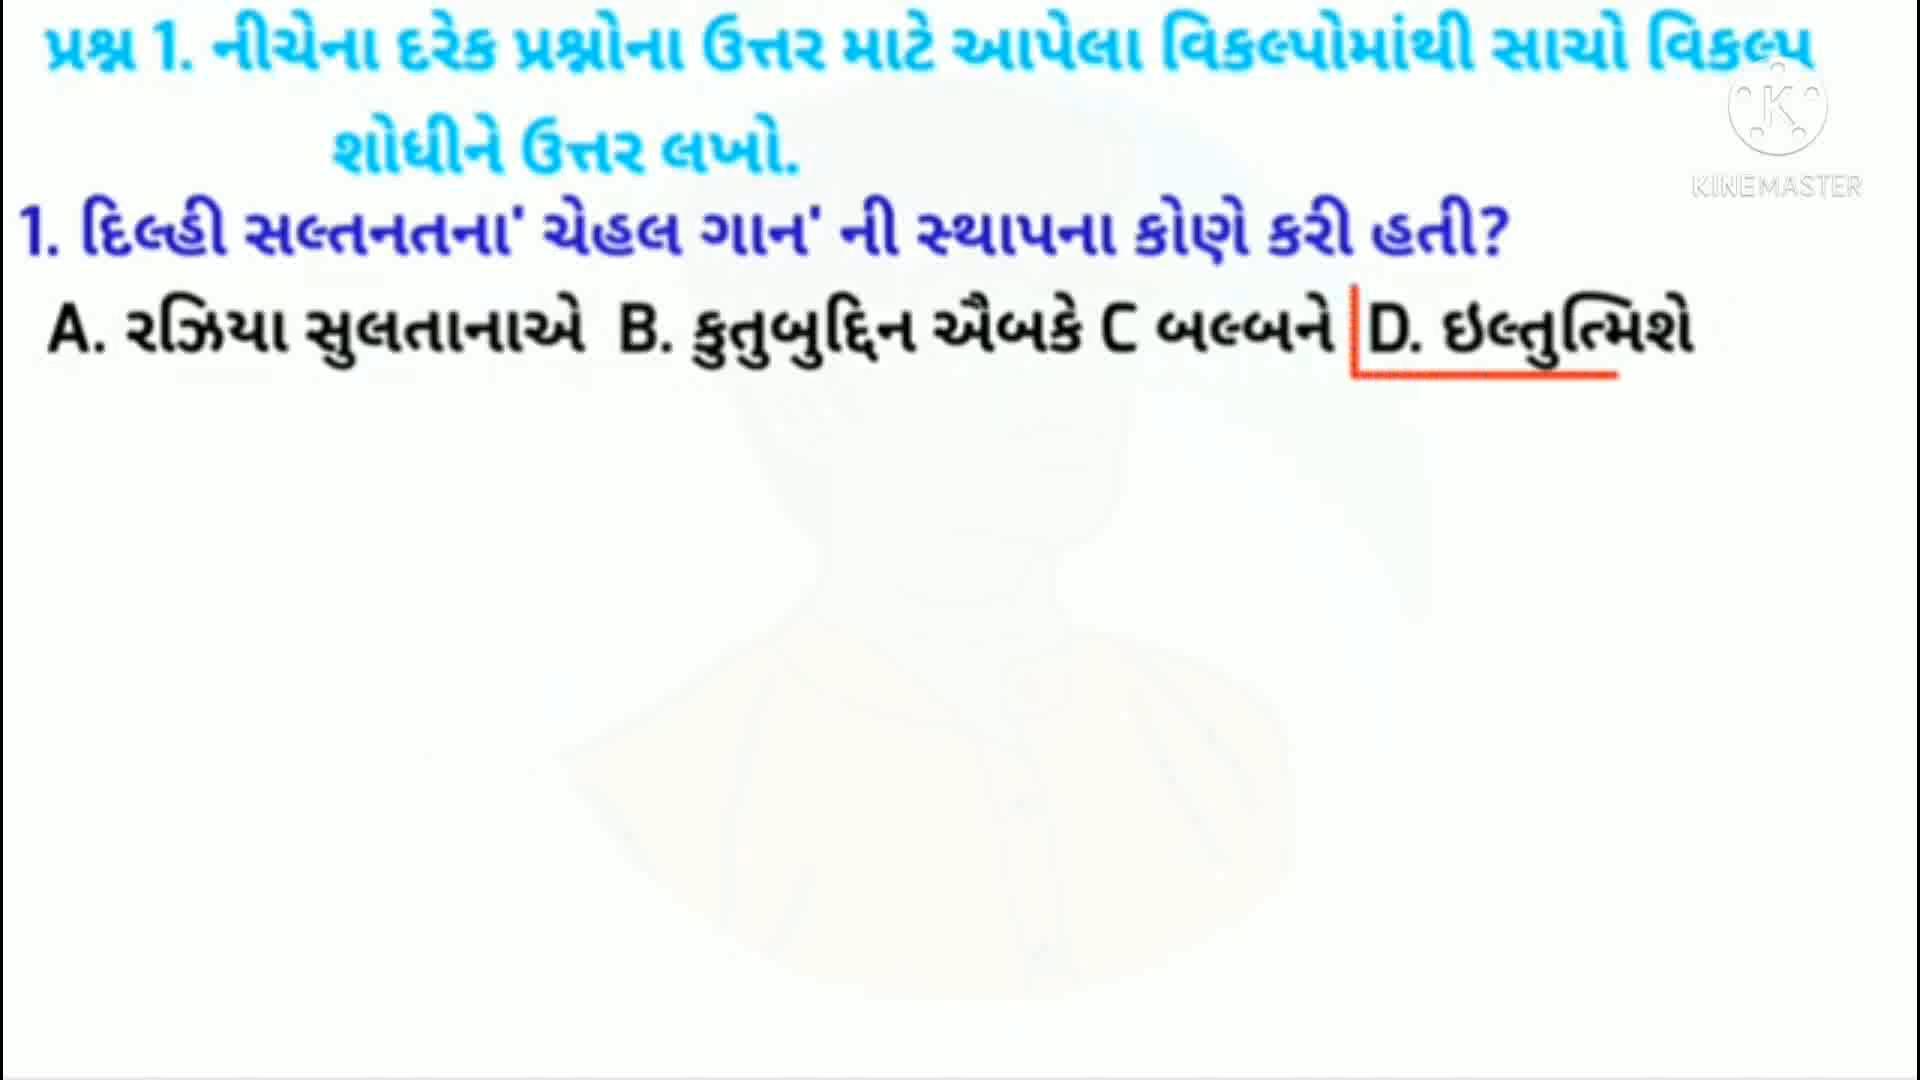 પ્રશ્ન 1. નીચેના દરેક પ્રશ્નોના ઉત્તર માટે આપેલા વિકલ્પોમાંથી સાચો વિકલ્પ
શોધીને ઉત્તર લખો.
KINEMASTER
1. દિલ્હી સલ્તનતના' ચેહલ ગાન' ની સ્થાપના કોણે કરી હતી?
A. રઝિયા સુલતાનાએ B. કુતુબુદ્દિન ઐબકે C બલ્બને D. ઇલ્તુત્મિશે